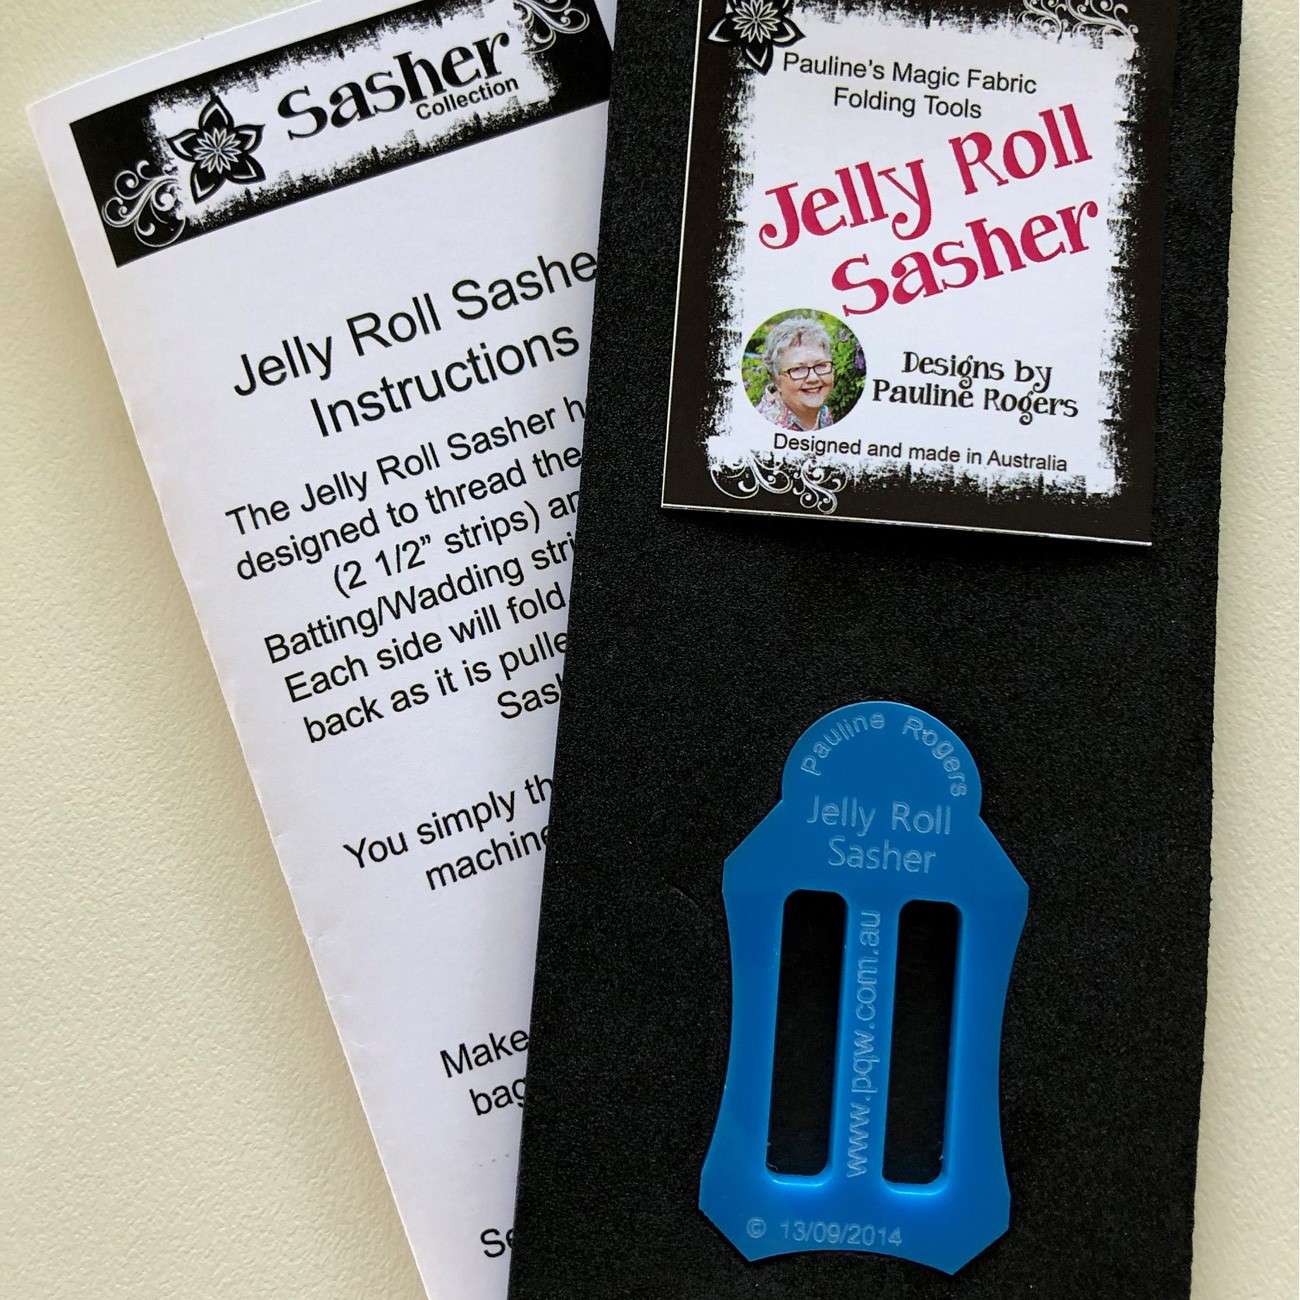 Sasher
Collection
Jelly Roll Sashe
Instructions
The Jelly Roll Sasher h
designed to thread the
(2 1/2" strips) an
Batting/Wadding stri
Each side will fold
back as it is pulle
Sas
You simply th
machine
Make
bag
Se
Pauline's Magic Fabric
Folding Tools
Jelly Roll
Sasher
Designs by
Pauline Rogers
Designed and made in Australia
Pauline Rogers
Jelly Roll
Sasher
www.pqw.com.au
© 13/09/2014